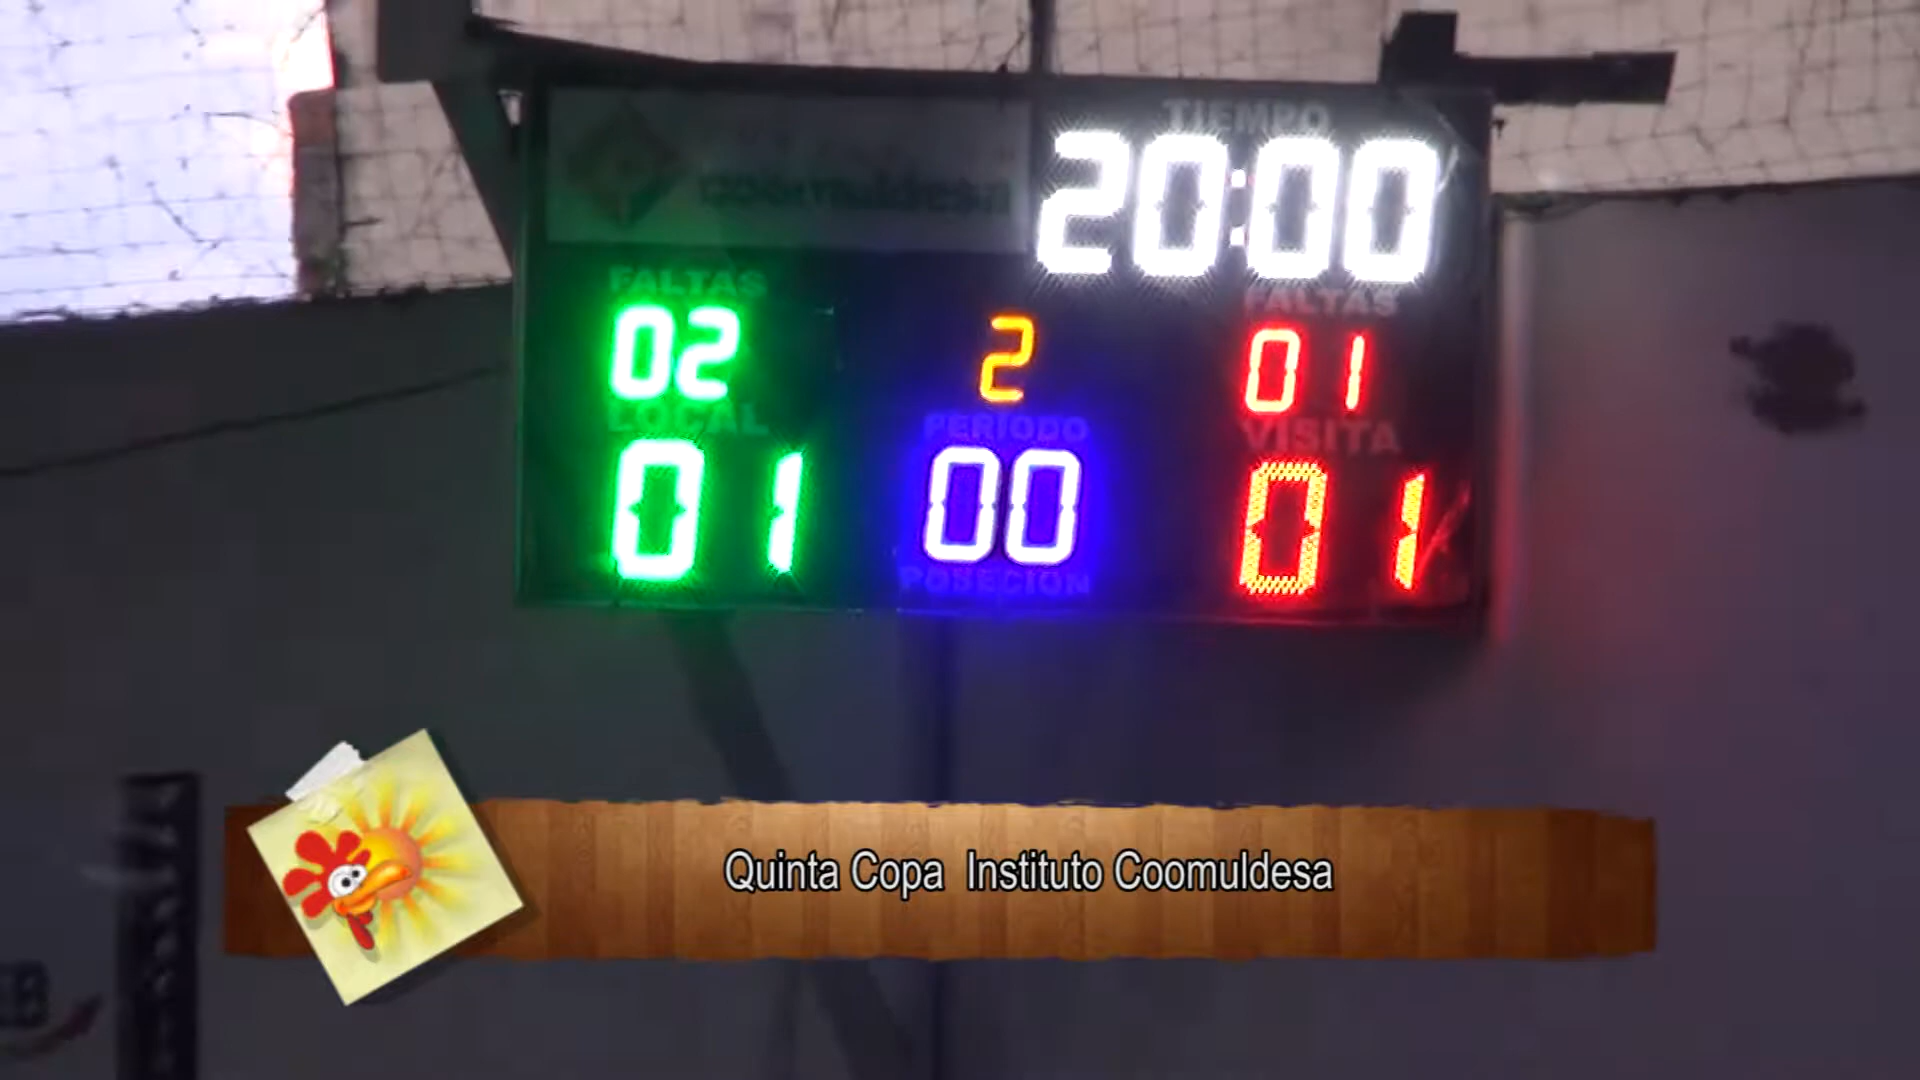 coomuldesa
TIEMPO
20:00
FALTAS
FALTAS
02
2
01
LOCAL
PERIODO
VISITA
01
00
01
POSECION
Quinta Copa Instituto Coomuldesa